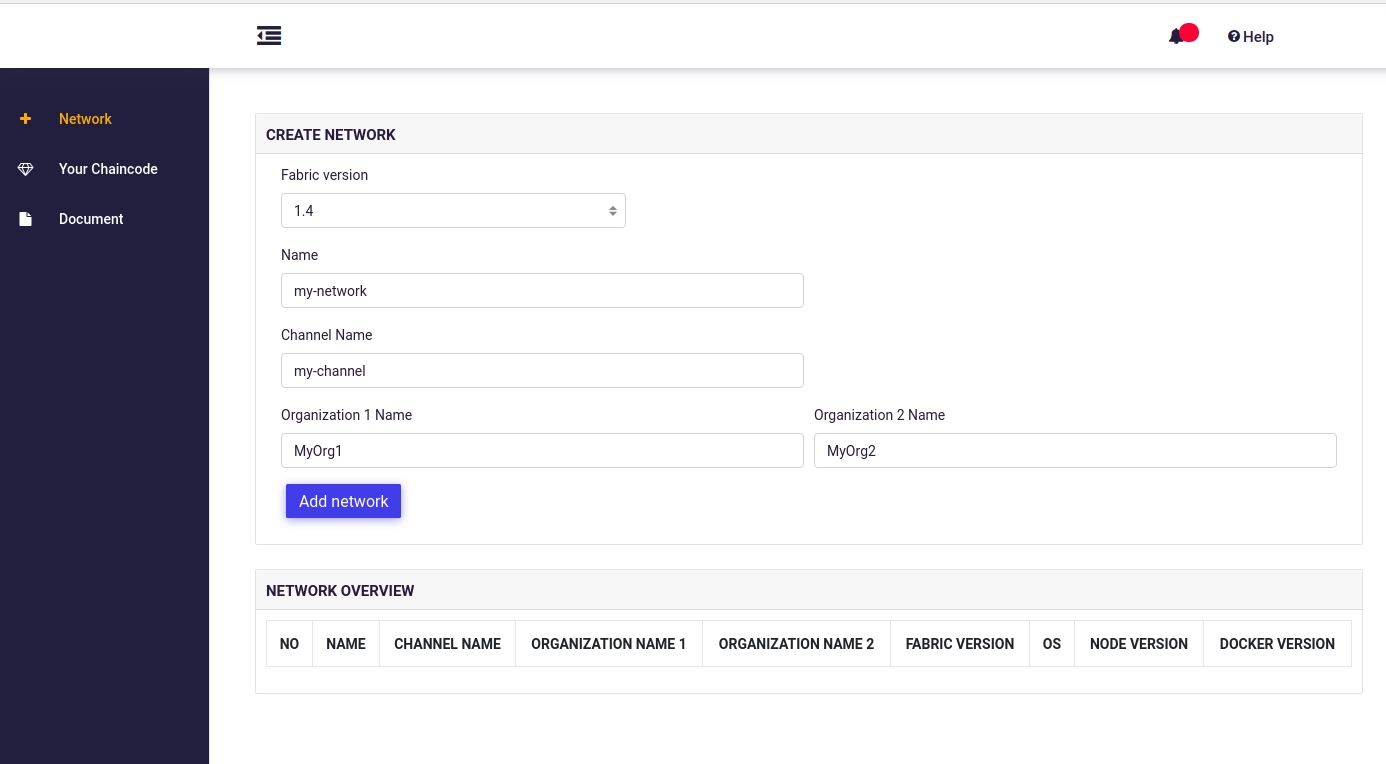 Help
Network
Your Chaincode
Document
CREATE NETWORK
Fabric version
1.4
Name
my-network
Channel Name
my-channel
Organization 1 Name Organization 2 Name
MyOrg1 MyOrg2
Add network
NETWORK OVERVIEW
NO NAME CHANNEL NAME ORGANIZATION NAME 1 ORGANIZATION NAME 2 FABRIC VERSION OS NODE VERSION DOCKER VERSION